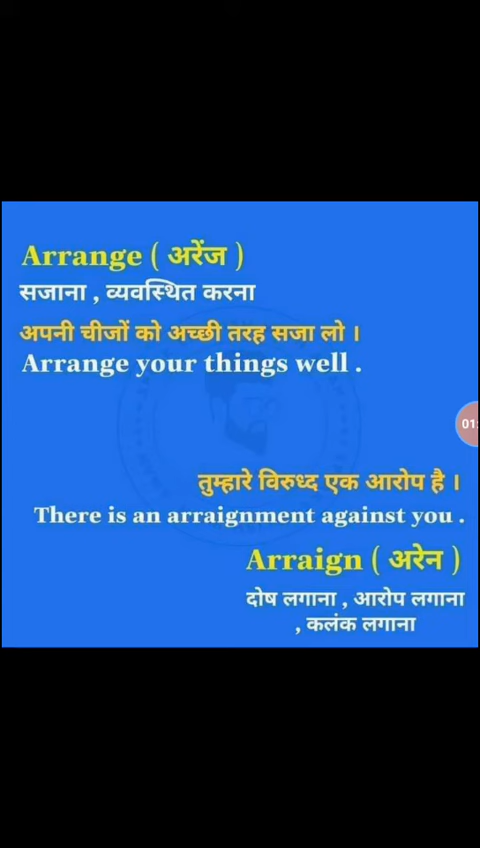 Arrange ( अरेंज )
सजाना , व्यवस्थित करना
अपनी चीजों को अच्छी तरह सजा लो ।
Arrange your things well .
01:
तुम्हारे विरुध्द एक आरोप है ।
There is an arraignment against you .
Arraign ( अरेन )
दोष लगाना , आरोप लगाना
, कलंक लगाना